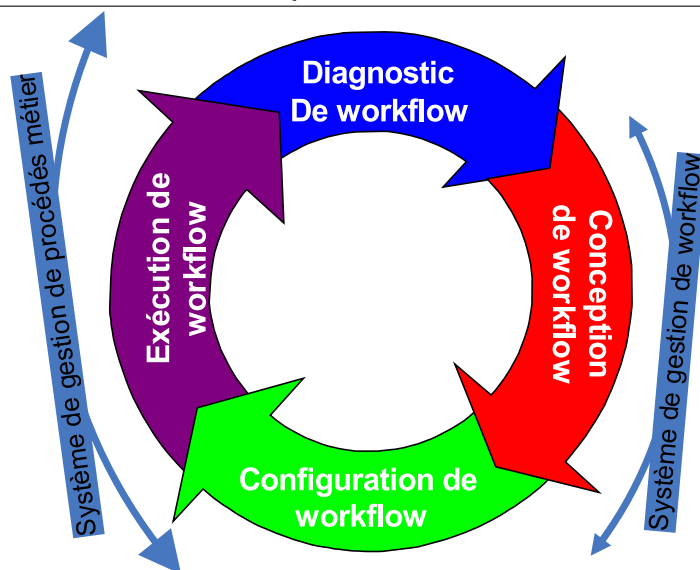 Diagnostic
De workflow
Conception
de workflow
Configuration de
workflow
Exécution de
workflow
Système de gestion de procédés métier
Système de gestion de workflow